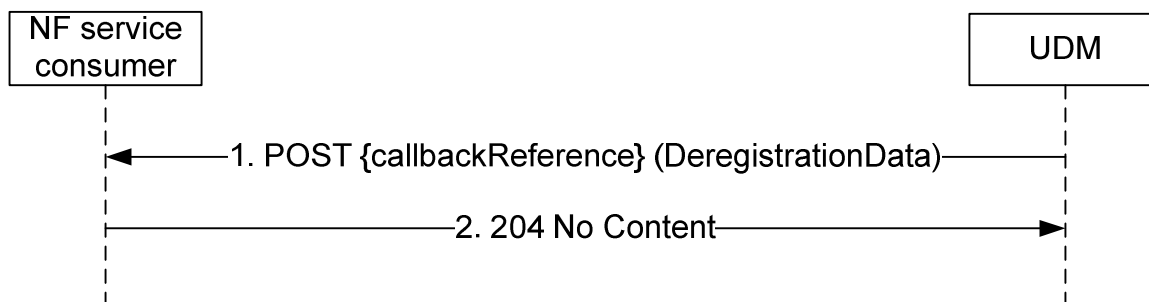 NF service
consumer
UDM
1. POST {callbackReference} (DeregistrationData)
2. 204 No Content